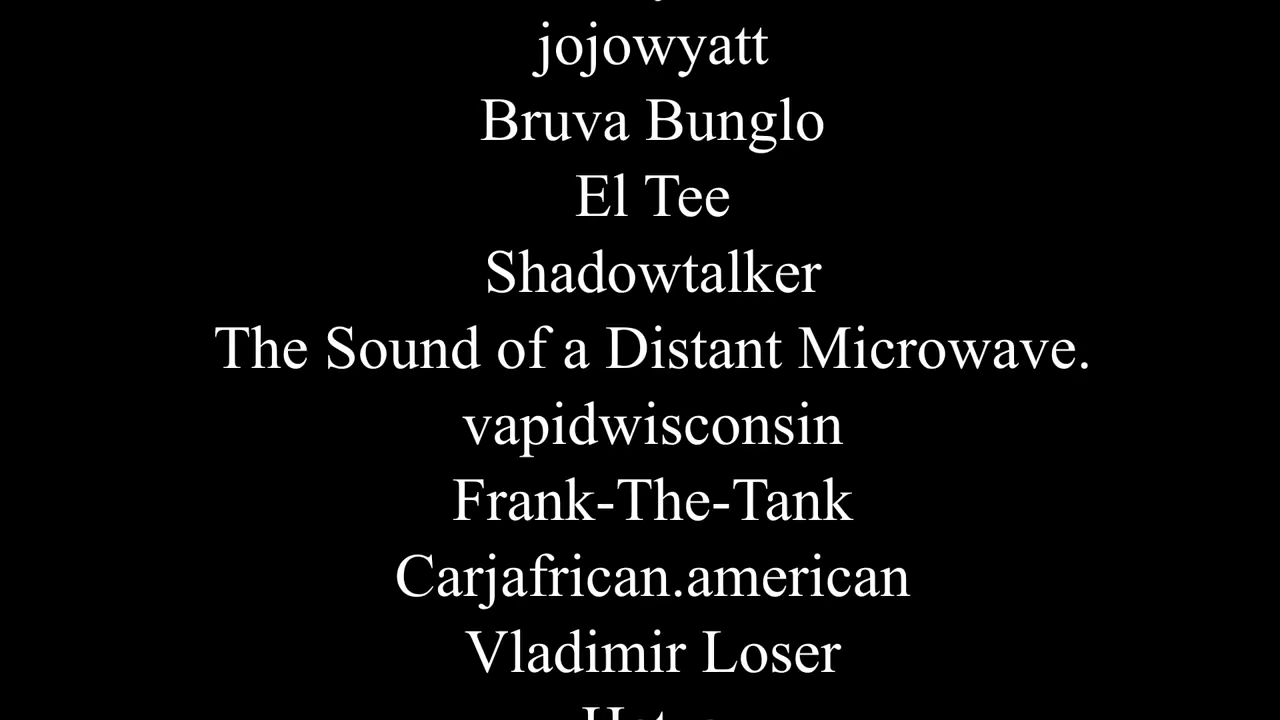 jojowyatt
Bruva Bunglo
El Tee
Shadowtalker
The Sound of a Distant Microwave.
vapidwisconsin
Frank-The-Tank
Carjafrican.american
Vladimir Loser